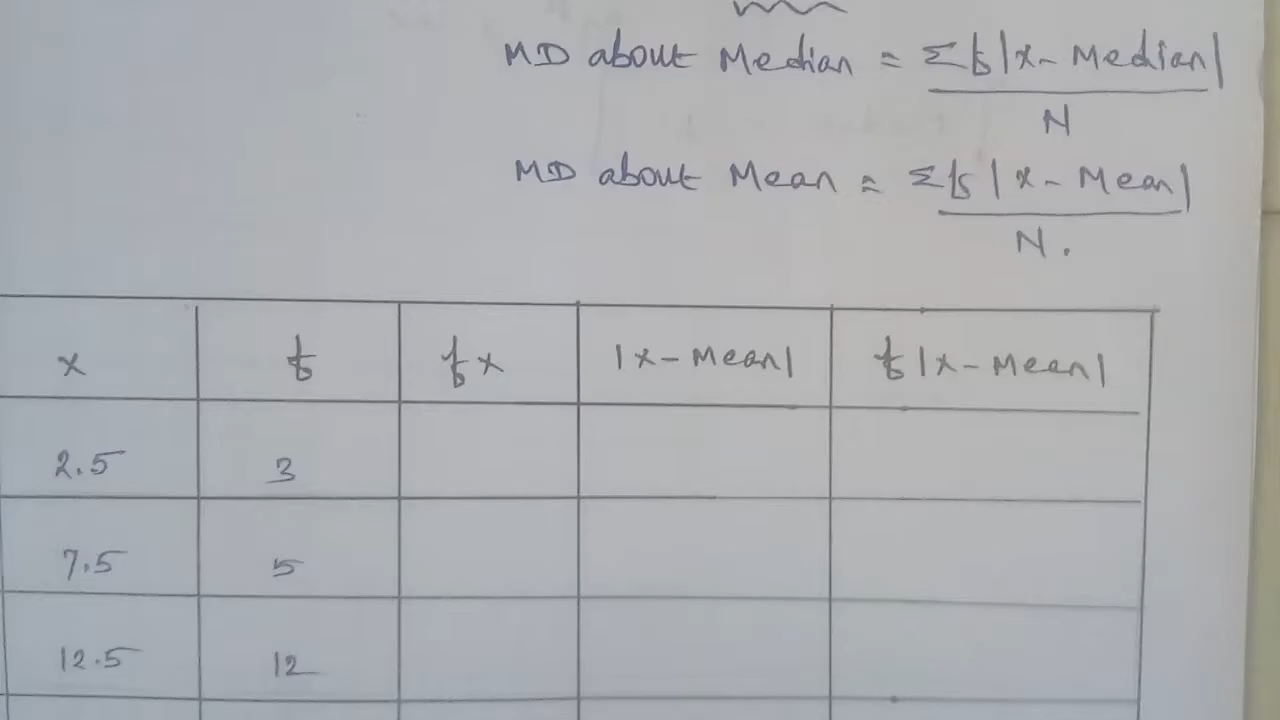 MD about Median = Σf|x - Median|
N
MD about Mean = Σf|x - Mean|
N.
x f fx |x - Mean| f|x - Mean|
2.5 3
7.5 5
12.5 12